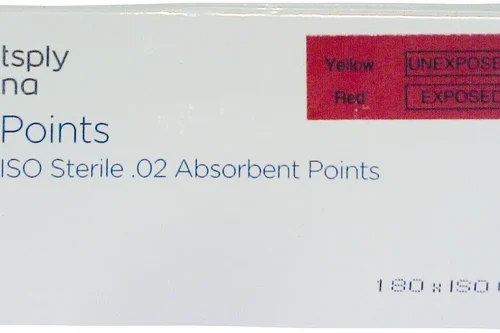 tsply
na
Points
ISO Sterile .02 Absorbent Points
Yellow UNEXPOSE
Red EXPOSED
180 x ISO